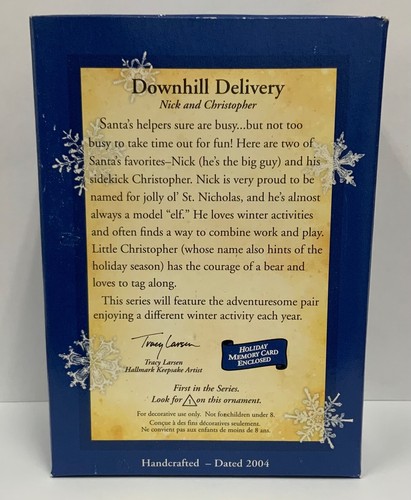 Downhill Delivery
Nick and Christopher
Santa's helpers sure are busy...but not too
busy to take time out for fun! Here are two of
Santa's favorites–Nick (he's the big guy) and his
sidekick Christopher. Nick is very proud to be
named for jolly ol' St. Nicholas, and he's almost
always a model "elf." He loves winter activities
and often finds a way to combine work and play.
Little Christopher (whose name also hints of the
holiday season) has the courage of a bear and
loves to tag along.
This series will feature the adventuresome pair
enjoying a different winter activity each year.
Tracy Larsen
Tracy Larsen
Hallmark Keepsake Artist
HOLIDAY
MEMORY CARD
ENCLOSED
First in the Series.
Look for 1 on this ornament.
For decorative use only. Not for children under 8.
Conçue à des fins décoratives seulement.
Ne convient pas aux enfants de moins de 8 ans.
Handcrafted – Dated 2004